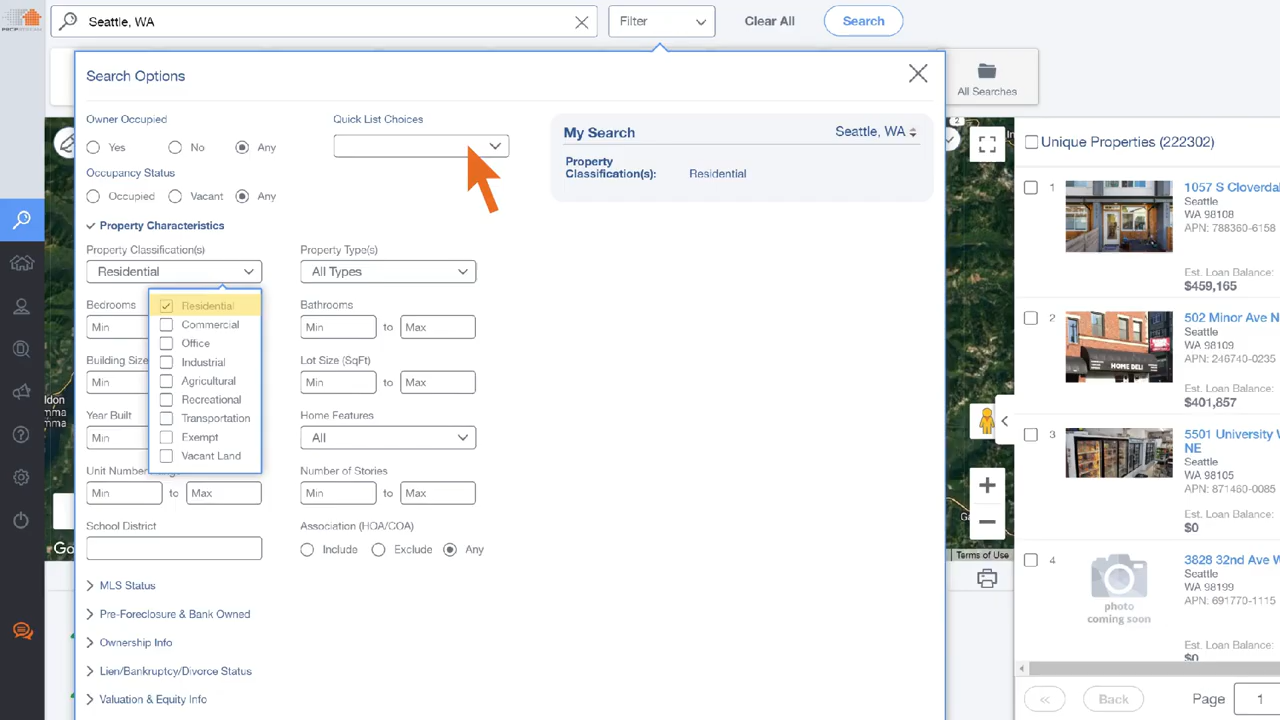 Seattle, WA
Filter
Clear All
Search
Search Options
All Searches
Owner Occupied
Yes
No
Any
Quick List Choices
Occupancy Status
Occupied
Vacant
Any
My Search
Seattle, WA
Property Classification(s):
Residential
Property Characteristics
Property Classification(s)
Residential
Property Type(s)
All Types
Bedrooms
Min
Bathrooms
Min
to
Max
Residential
Commercial
Office
Industrial
Agricultural
Recreational
Transportation
Exempt
Vacant Land
Building Size
Min
Lot Size (SqFt)
Min
to
Max
Year Built
Min
Home Features
All
Unit Number
Min
to
Max
Number of Stories
Min
to
Max
School District
Association (HOA/COA)
Include
Exclude
Any
MLS Status
Pre-Foreclosure & Bank Owned
Ownership Info
Lien/Bankruptcy/Divorce Status
Valuation & Equity Info
2
Terms of Use
Unique Properties (222302)
1
1057 S Cloverda
Seattle
WA 98108
APN: 788360-6158
Est. Loan Balance:
$459,165
2
HOME DELI
502 Minor Ave N
Seattle
WA 98109
APN: 246740-0235
Est. Loan Balance:
$401,857
3
5501 University W
NE
Seattle
WA 98105
APN: 871460-0085
Est. Loan Balance:
$0
4
photo
coming soon
3828 32nd Ave W
Seattle
WA 98199
APN: 691770-1115
Est. Loan Balance:
$0
<<
Back
Page
1